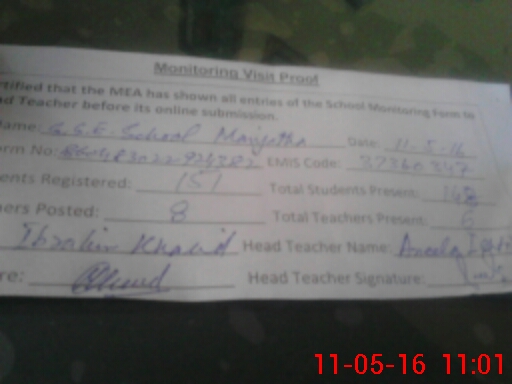 Monitoring Visit Proof
rtified that the MEA has shown all entries of the School Monitoring Form to
ad Teacher before its online submission.
Name: G.G.E. School Date: 11-5-16
orm No: EMIS Code: 37360347
ents Registered: 151 Total Students Present: 148
hers Posted: 8 Total Teachers Present: 6
Ibrahim Khalid Head Teacher Name:
re: Head Teacher Signature:
11-05-16 11:01